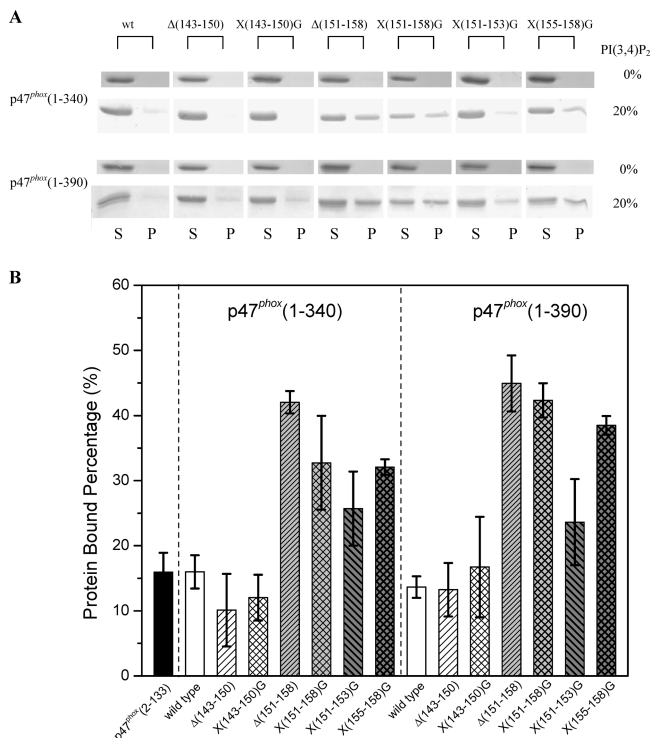 A
wt Δ(143-150) X(143-150)G Δ(151-158) X(151-158)G X(151-153)G X(155-158)G
PI(3,4)P₂
0%
p47phox(1-340)
20%
0%
p47phox(1-390)
20%
S P S P S P S P S P S P S P
B
60
50
40
30
20
10
0
Protein Bound Percentage (%)
p47phox(1-340) p47phox(1-390)
p47phox(2-133)
wild type
Δ(143-150)
X(143-150)G
Δ(151-158)
X(151-158)G
X(151-153)G
X(155-158)G
wild type
Δ(143-150)
X(143-150)G
Δ(151-158)
X(151-158)G
X(151-153)G
X(155-158)G